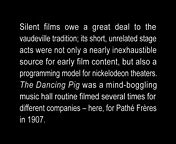 Silent films owe a great deal to the
vaudeville tradition; its short, unrelated stage
acts were not only a nearly inexhaustible
source for early film content, but also a
programming model for nickelodeon theaters.
The Dancing Pig was a mind-boggling
music hall routine filmed several times for
different companies – here, for Pathé Frères
in 1907.